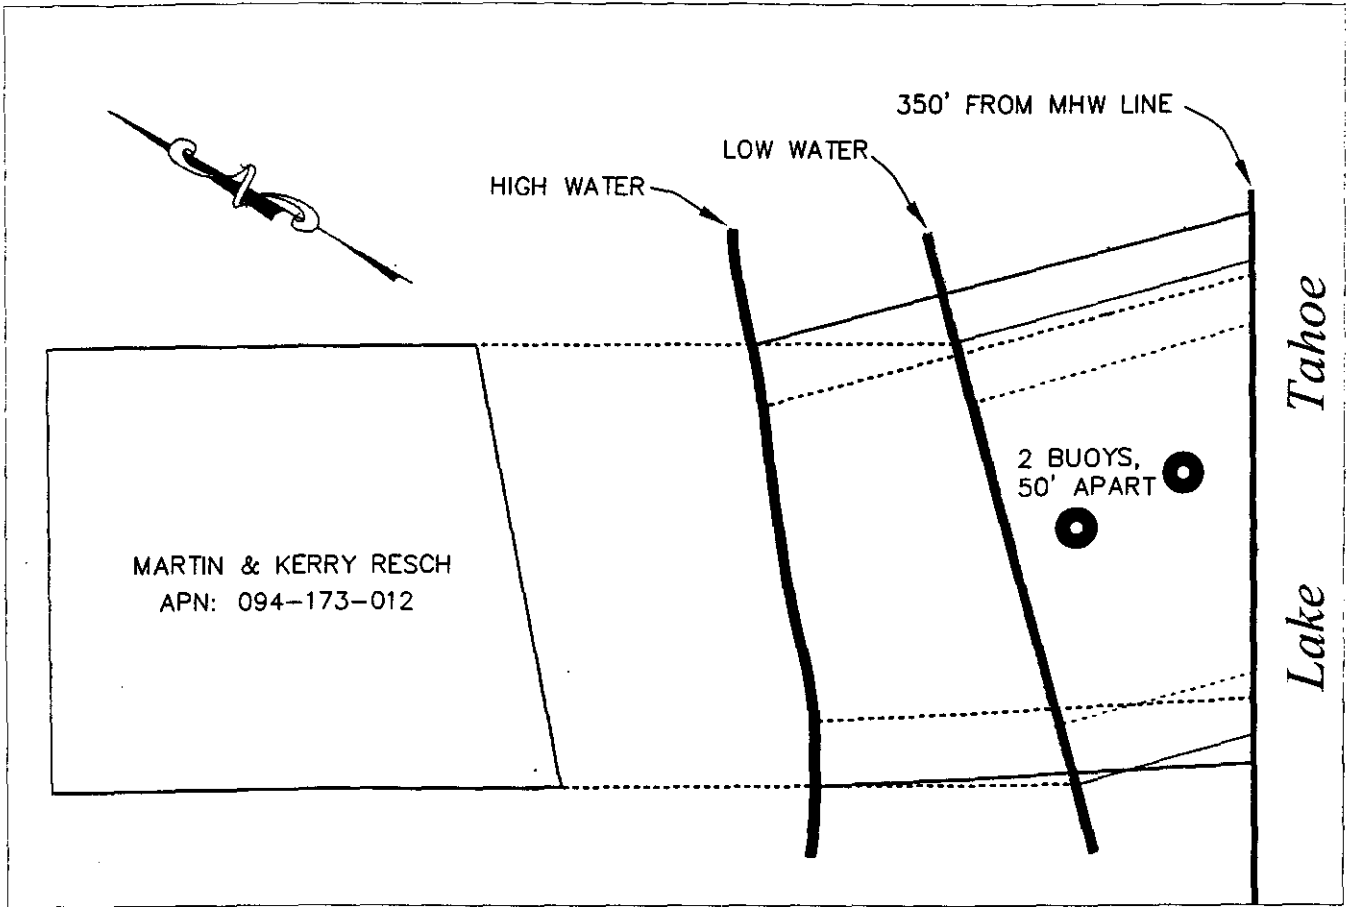 350' FROM MHW LINE
LOW WATER
HIGH WATER
2 BUOYS,
50' APART
MARTIN & KERRY RESCH
APN: 094-173-012
Lake Tahoe